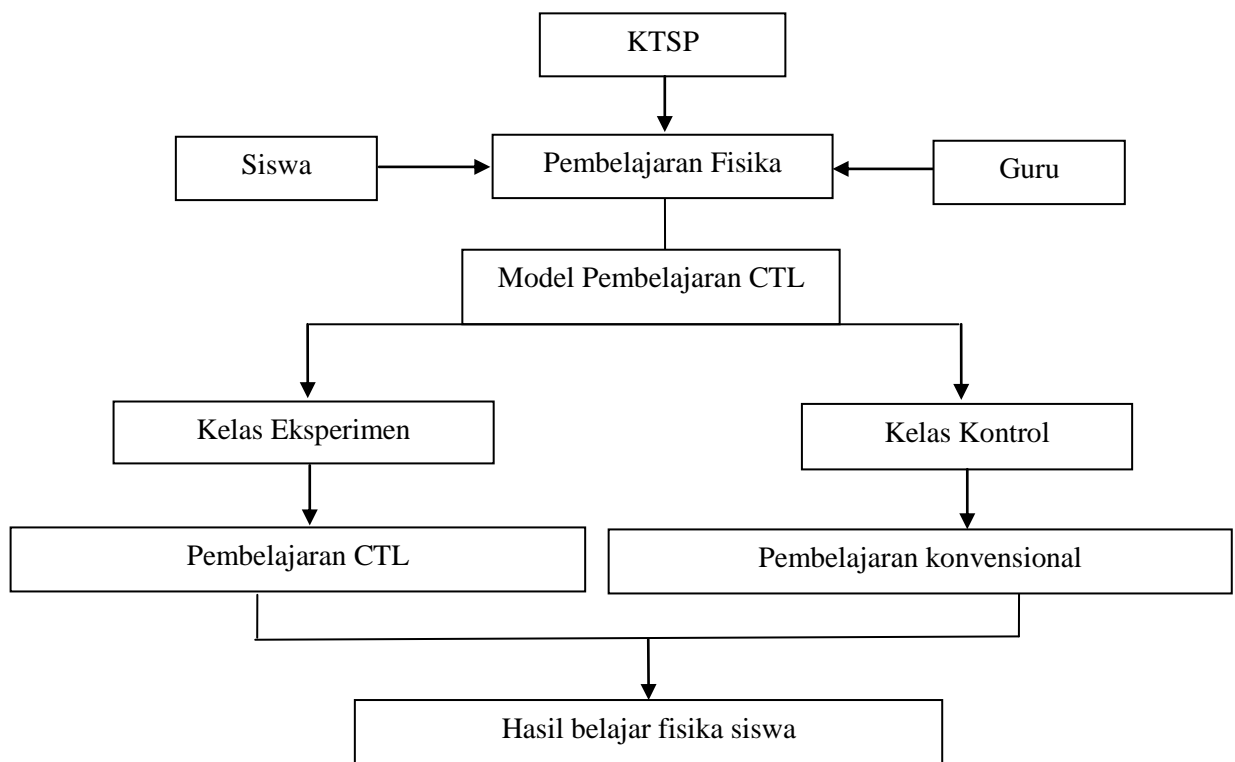 KTSP
Siswa
Pembelajaran Fisika
Guru
Model Pembelajaran CTL
Kelas Eksperimen
Kelas Kontrol
Pembelajaran CTL
Pembelajaran konvensional
Hasil belajar fisika siswa